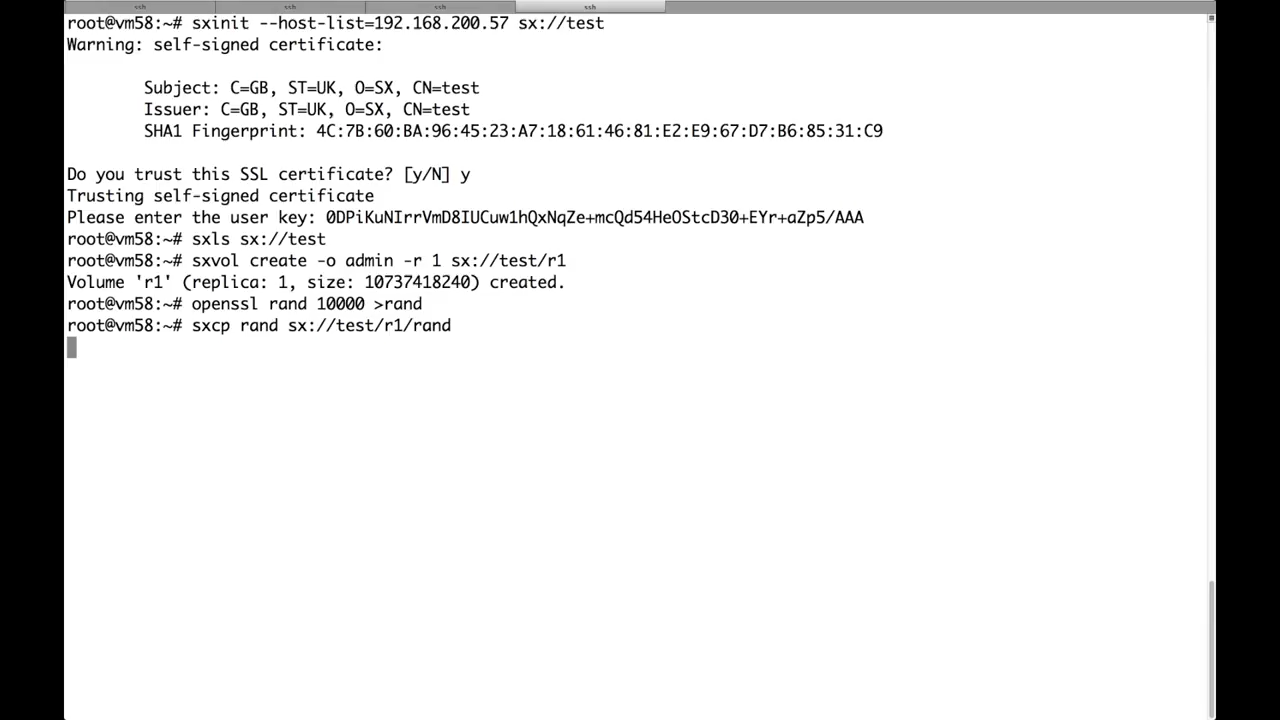 ssh ssh ssh ssh
root@vm58:~# sxinit --host-list=192.168.200.57 sx://test
Warning: self-signed certificate:
Subject: C=GB, ST=UK, O=SX, CN=test
Issuer: C=GB, ST=UK, O=SX, CN=test
SHA1 Fingerprint: 4C:7B:60:BA:96:45:23:A7:18:61:46:81:E2:E9:67:D7:B6:85:31:C9
Do you trust this SSL certificate? [y/N] y
Trusting self-signed certificate
Please enter the user key: 0DPiKuNIrrVmD8IUCuw1hQxNqZe+mcQd54HeOStcD30+EYr+aZp5/AAA
root@vm58:~# sxls sx://test
root@vm58:~# sxvol create -o admin -r 1 sx://test/r1
Volume 'r1' (replica: 1, size: 10737418240) created.
root@vm58:~# openssl rand 10000 >rand
root@vm58:~# sxcp rand sx://test/r1/rand